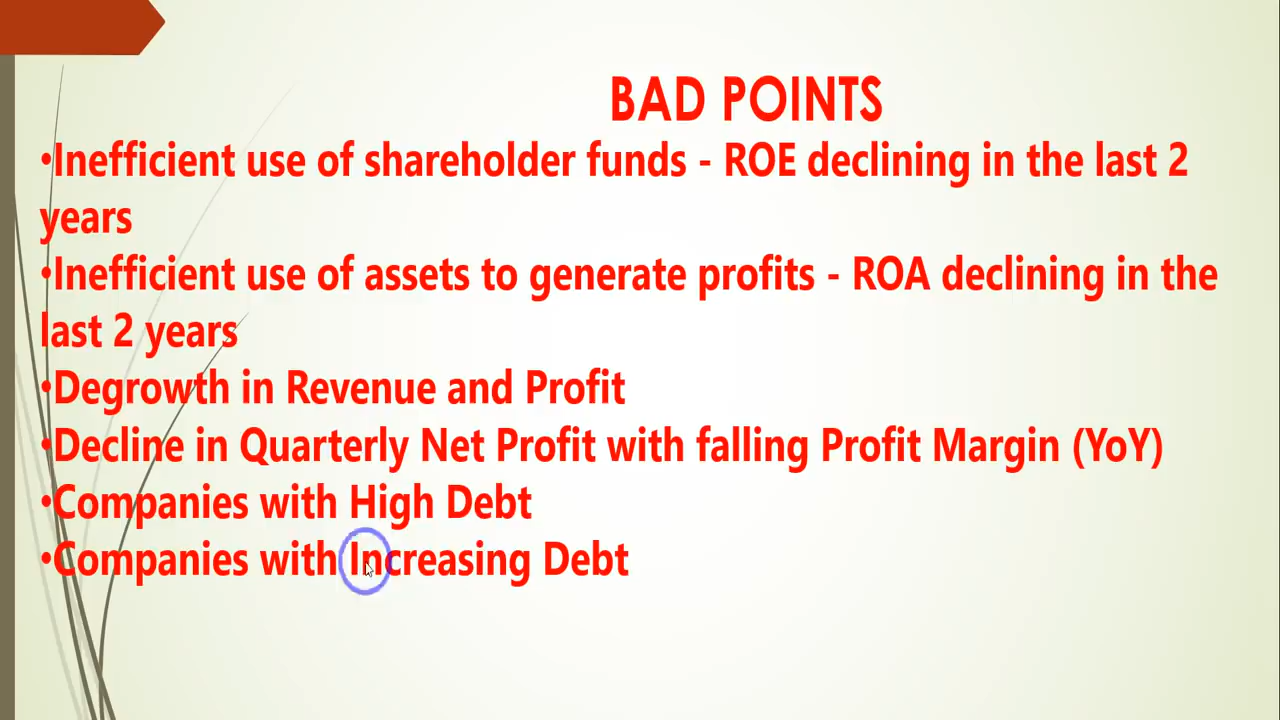 BAD POINTS
•Inefficient use of shareholder funds - ROE declining in the last 2
years
•Inefficient use of assets to generate profits - ROA declining in the
last 2 years
•Degrowth in Revenue and Profit
•Decline in Quarterly Net Profit with falling Profit Margin (YoY)
•Companies with High Debt
•Companies with Increasing Debt